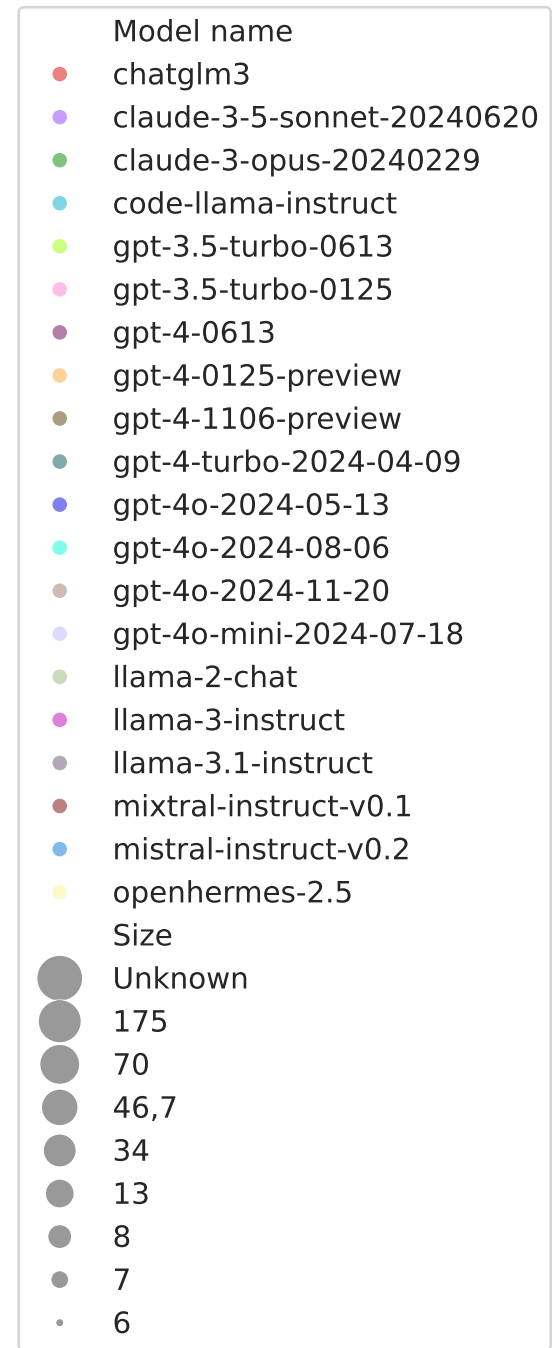 Model name
chatglm3
claude-3-5-sonnet-20240620
claude-3-opus-20240229
code-llama-instruct
gpt-3.5-turbo-0613
gpt-3.5-turbo-0125
gpt-4-0613
gpt-4-0125-preview
gpt-4-1106-preview
gpt-4-turbo-2024-04-09
gpt-4o-2024-05-13
gpt-4o-2024-08-06
gpt-4o-2024-11-20
gpt-4o-mini-2024-07-18
llama-2-chat
llama-3-instruct
llama-3.1-instruct
mixtral-instruct-v0.1
mistral-instruct-v0.2
openhermes-2.5
Size
Unknown
175
70
46,7
34
13
8
7
6